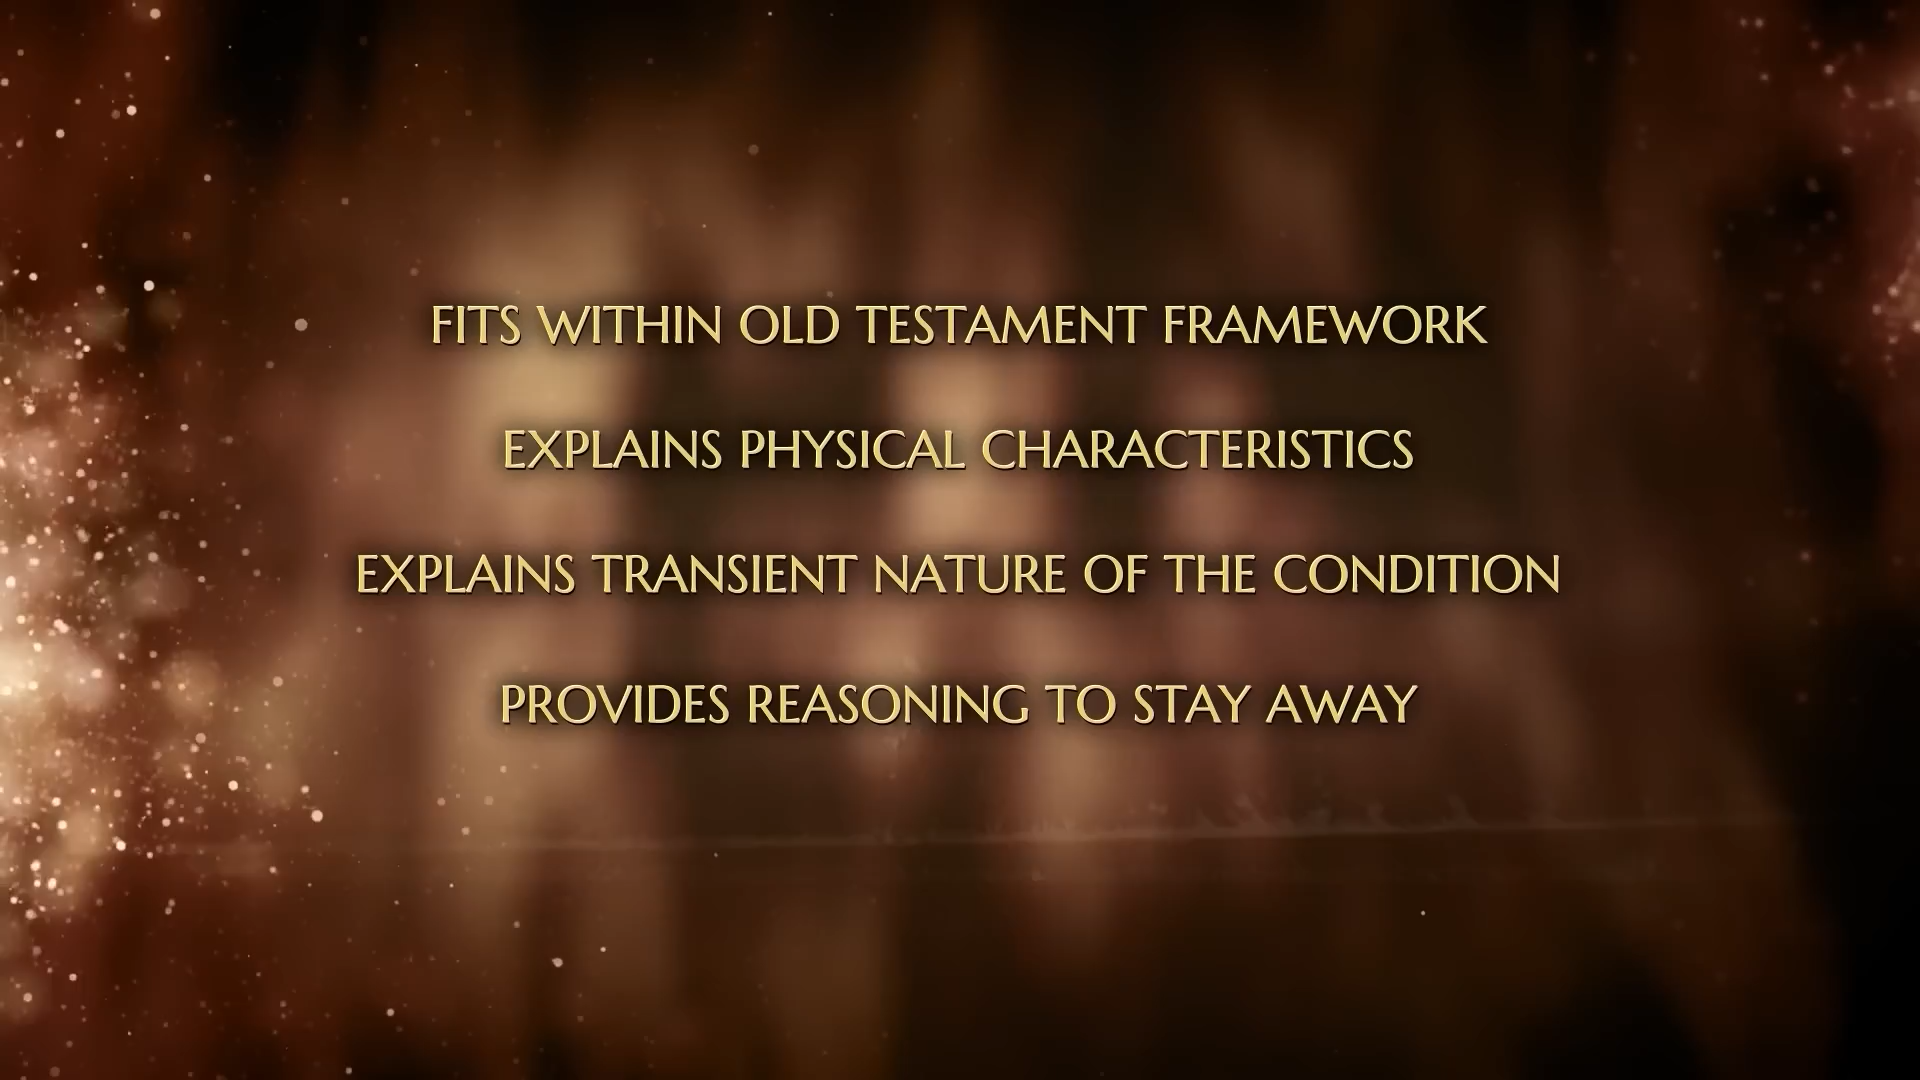 FITS WITHIN OLD TESTAMENT FRAMEWORK
EXPLAINS PHYSICAL CHARACTERISTICS
EXPLAINS TRANSIENT NATURE OF THE CONDITION
PROVIDES REASONING TO STAY AWAY